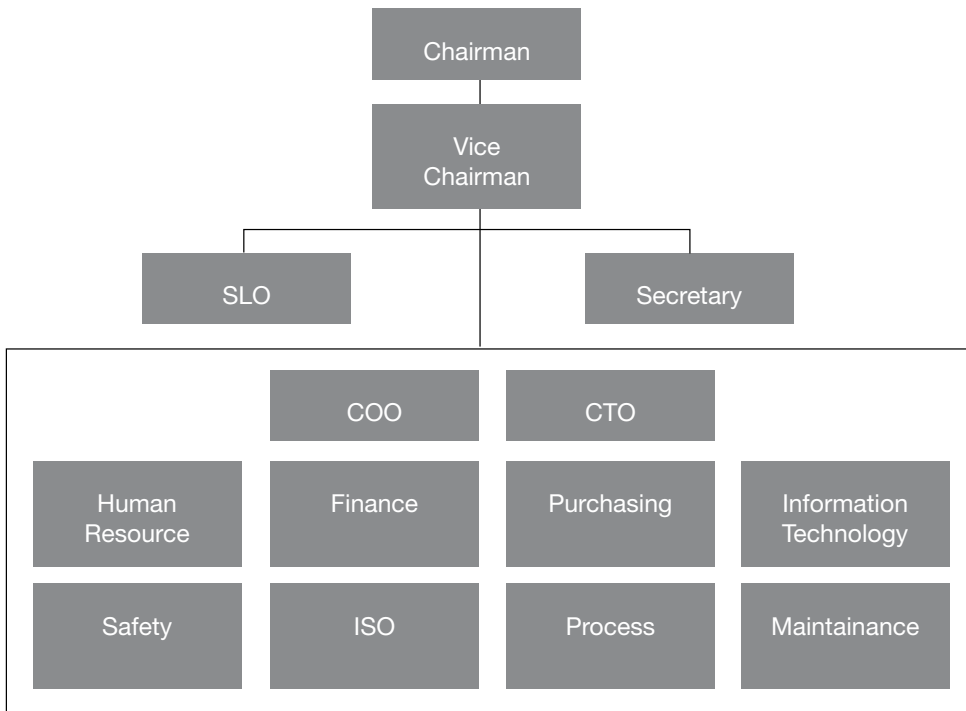 Chairman
Vice
Chairman
SLO
Secretary
COO
CTO
Human
Resource
Finance
Purchasing
Information
Technology
Safety
ISO
Process
Maintainance